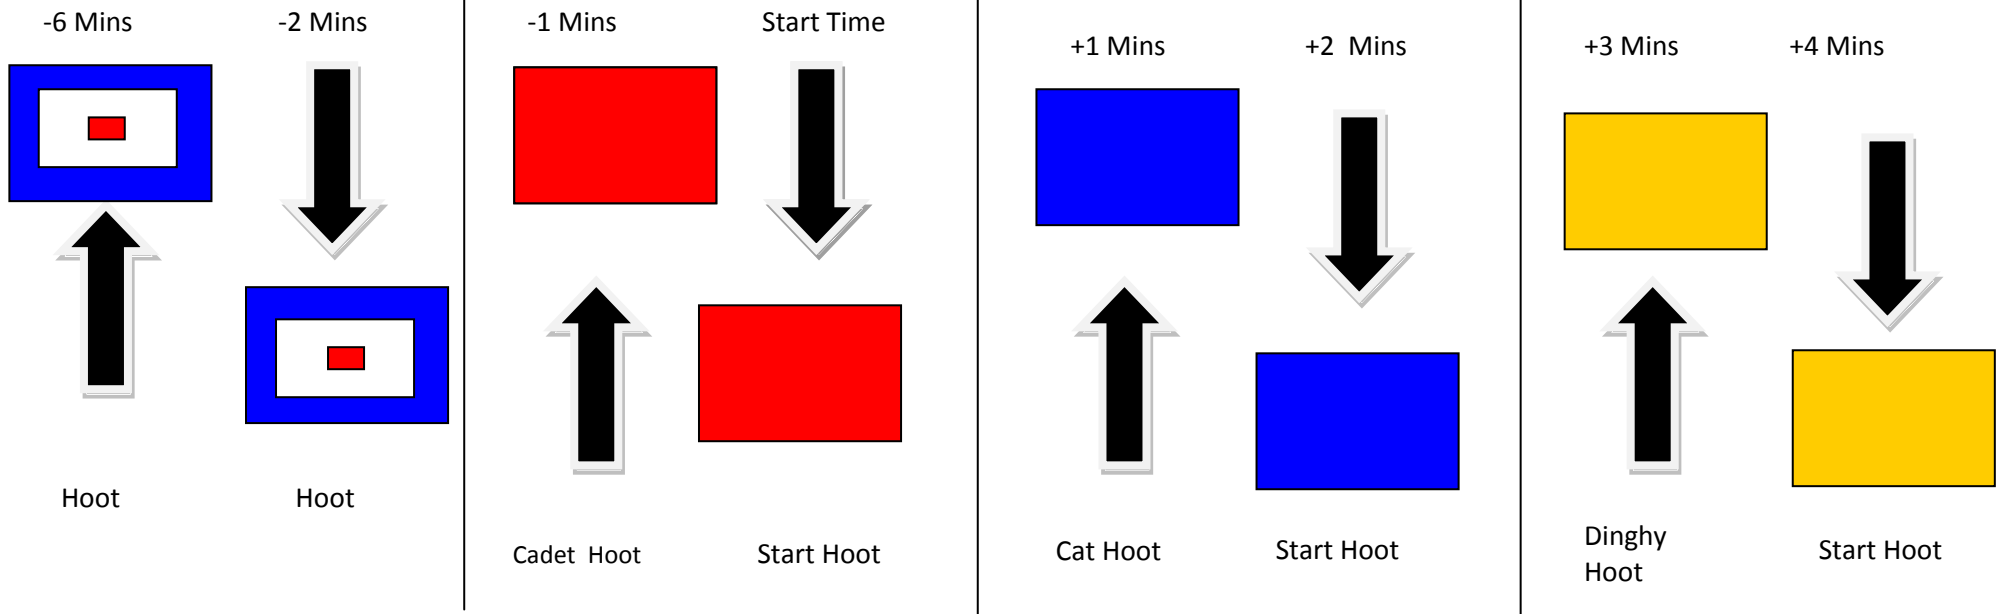 -6 Mins
-2 Mins
Hoot
Hoot
-1 Mins
Start Time
Cadet Hoot
Start Hoot
+1 Mins
+2 Mins
Cat Hoot
Start Hoot
+3 Mins
+4 Mins
Dinghy
Hoot
Start Hoot